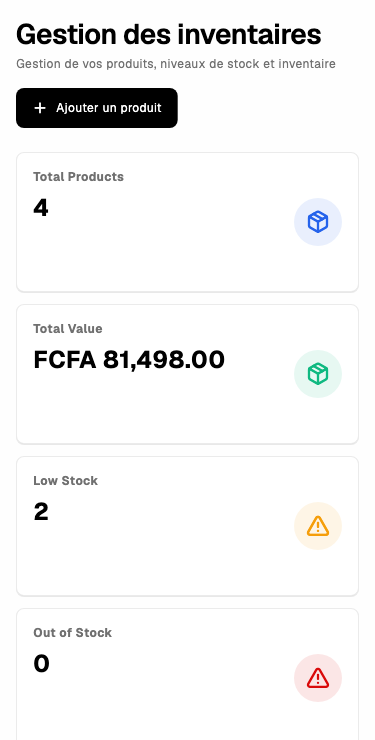 Gestion des inventaires
Gestion de vos produits, niveaux de stock et inventaire
Ajouter un produit
Total Products
4
Total Value
FCFA 81,498.00
Low Stock
2
Out of Stock
0